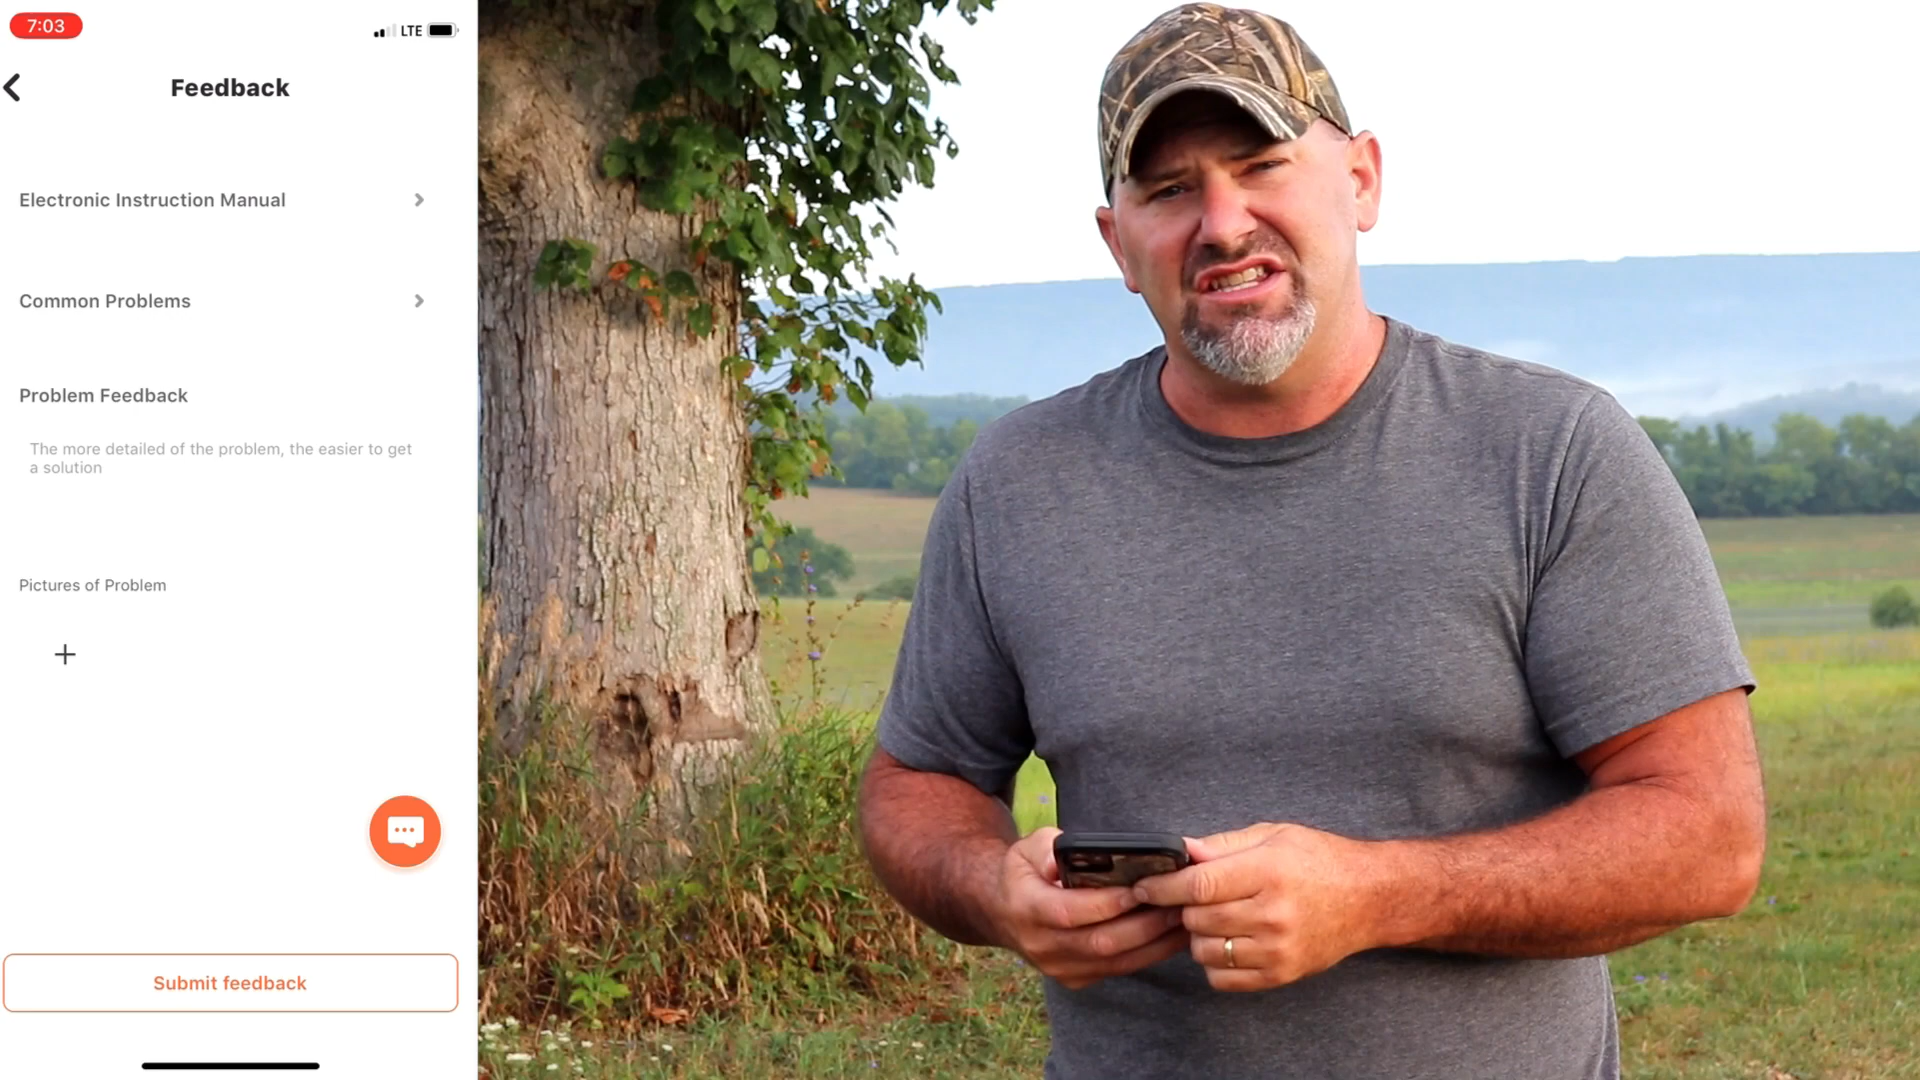 7:03
LTE
Feedback
Electronic Instruction Manual
Common Problems
Problem Feedback
The more detailed of the problem, the easier to get
a solution
Pictures of Problem
Submit feedback